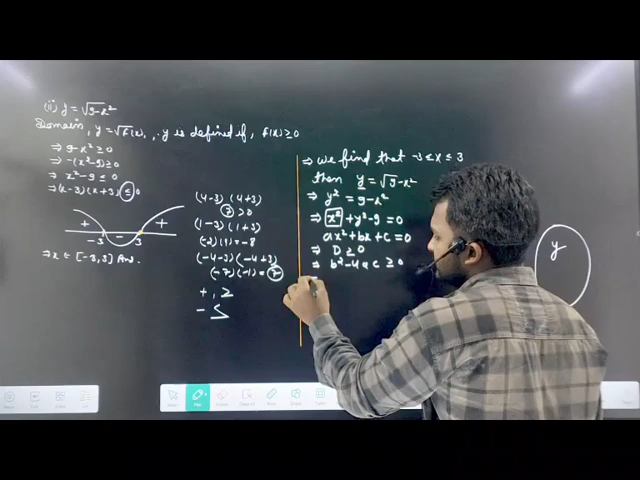 (ii) y = √9-x²
Domain, y = √f(x), ∴ y is defined if, f(x) ≥ 0
⇒ 9-x² ≥ 0
⇒ -(x²-9) ≥ 0
⇒ x²-9 ≤ 0
⇒ (x-3)(x+3) ≤ 0
+ - +
-3 3
⇒ x ∈ [-3,3] Ans.
(4-3) (4+3)
7 > 0
(1-3) (1+3)
(-2)(4) = -8
(-4-3) (-4+3)
(-7)(-1) = 7
+, ≥
- ≤
⇒ we find that -3 ≤ x ≤ 3
then y = √9-x²
⇒ y² = 9-x²
⇒ x² + y²-9 = 0
ax² + bx + c = 0
⇒ D ≥ 0
⇒ b²-4ac ≥ 0
y